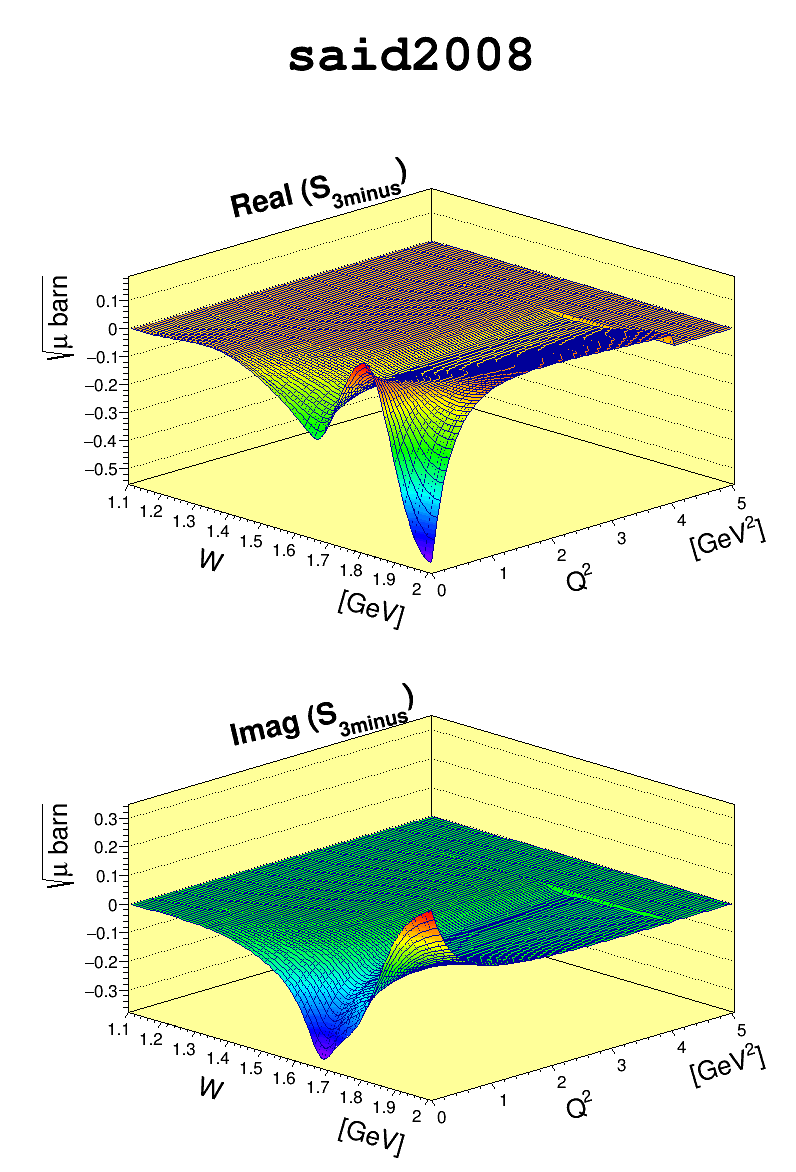 said2008
Real (S3minus)
√μ barn
0.1
0
−0.1
−0.2
−0.3
−0.4
−0.5
1.1 1.2 1.3 1.4 1.5 1.6 1.7 1.8 1.9 2
W
[GeV]
0 1 2 3 4 5
Q2
[GeV2]
Imag (S3minus)
√μ barn
0.3
0.2
0.1
0
−0.1
−0.2
−0.3
1.1 1.2 1.3 1.4 1.5 1.6 1.7 1.8 1.9 2
W
[GeV]
0 1 2 3 4 5
Q2
[GeV2]